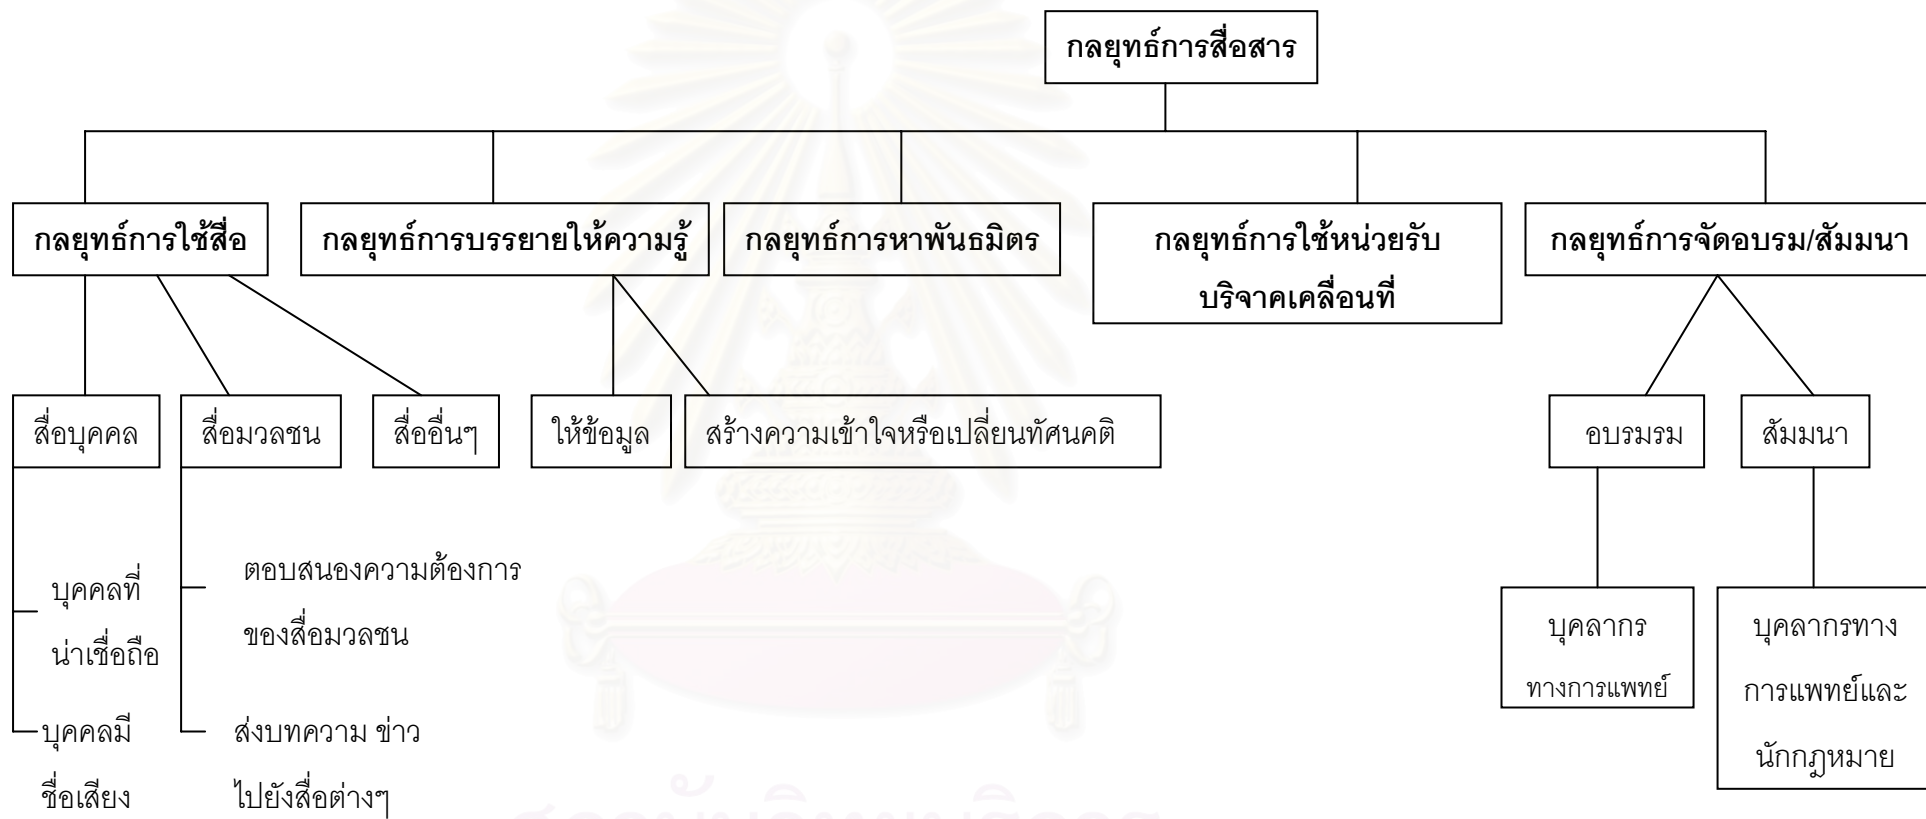 กลยุทธ์การสื่อสาร
กลยุทธ์การใช้สื่อ
กลยุทธ์การบรรยายให้ความรู้
กลยุทธ์การหาพันธมิตร
กลยุทธ์การใช้หน่วยรับ
บริจาคเคลื่อนที่
กลยุทธ์การจัดอบรม/สัมมนา
สื่อบุคคล
สื่อมวลชน
สื่ออื่นๆ
ให้ข้อมูล
สร้างความเข้าใจหรือเปลี่ยนทัศนคติ
อบรมรม
สัมมนา
บุคคลที่
น่าเชื่อถือ
บุคคลมี
ชื่อเสียง
ตอบสนองความต้องการ
ของสื่อมวลชน
ส่งบทความ ข่าว
ไปยังสื่อต่างๆ
บุคลากร
ทางการแพทย์
บุคลากรทาง
การแพทย์และ
นักกฎหมาย